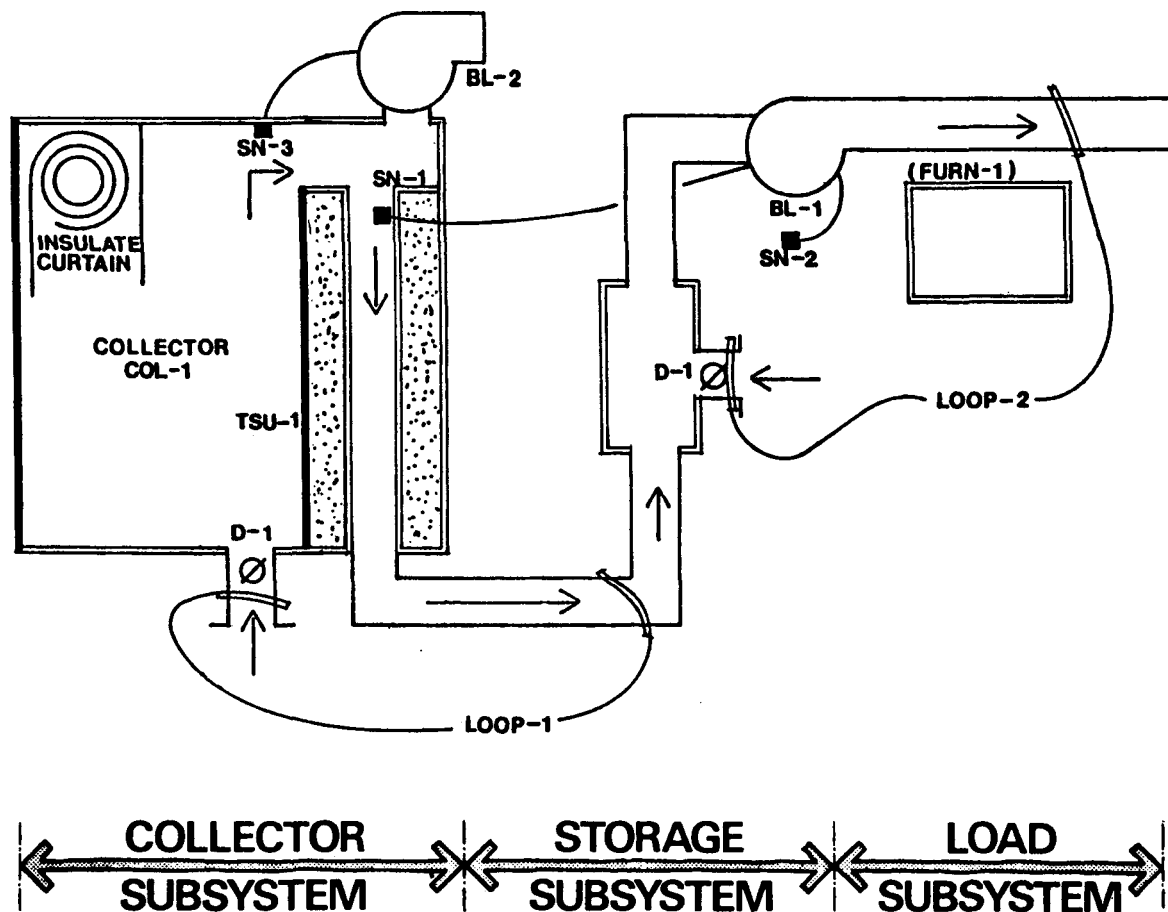 BL-2
SN-3
SN-1
(FURN-1)
BL-1
SN-2
INSULATE
CURTAIN
COLLECTOR
COL-1
D-1
TSU-1
LOOP-2
D-1
LOOP-1
COLLECTOR
SUBSYSTEM
STORAGE
SUBSYSTEM
LOAD
SUBSYSTEM